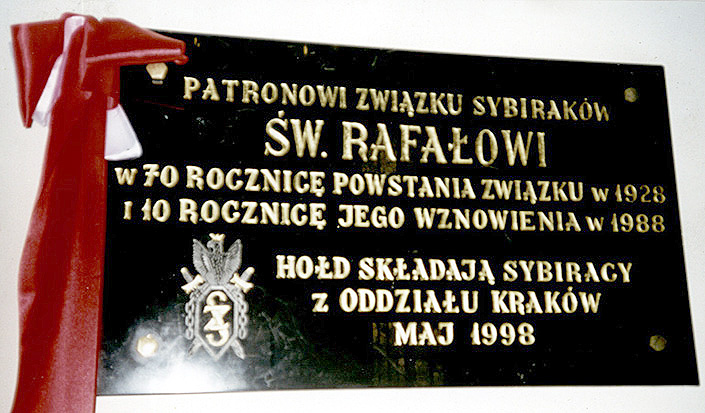 PATRONOWI ZWIĄZKU SYBIRAKÓW
ŚW. RAFAŁOWI
W 70 ROCZNICĘ POWSTANIA ZWIĄZKU W 1928
I 10 ROCZNICĘ JEGO WZNOWIENIA W 1988
HOŁD SKŁADAJĄ SYBIRACY
Z ODDZIAŁU KRAKÓW
MAJ 1998